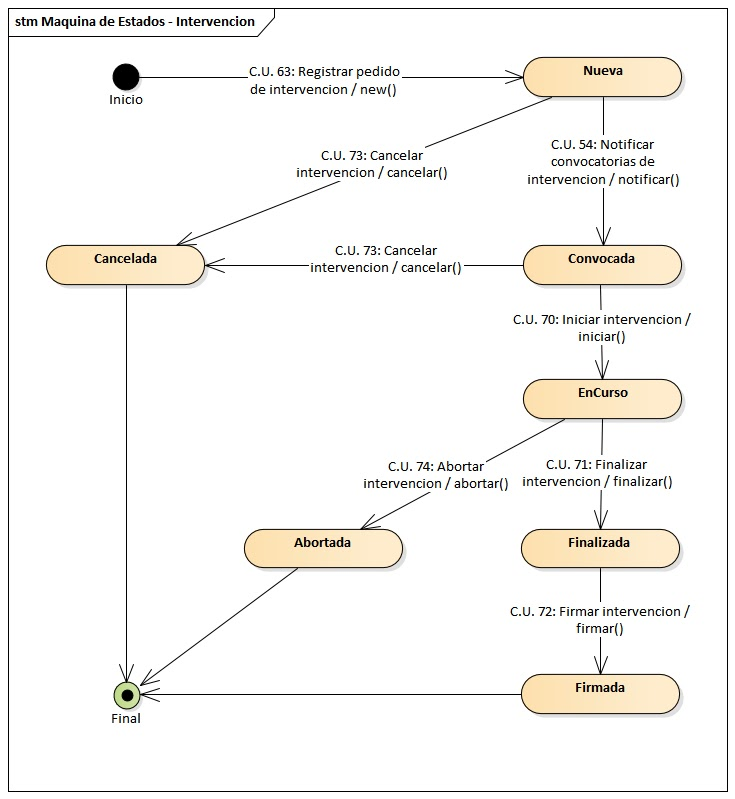 stm Maquina de Estados - Intervencion
Inicio
C.U. 63: Registrar pedido
de intervencion / new()
Nueva
C.U. 73: Cancelar
intervencion / cancelar()
C.U. 54: Notificar
convocatorias de
intervencion / notificar()
Cancelada
C.U. 73: Cancelar
intervencion / cancelar()
Convocada
C.U. 70: Iniciar intervencion /
iniciar()
EnCurso
C.U. 74: Abortar
intervencion / abortar()
C.U. 71: Finalizar
intervencion / finalizar()
Abortada
Finalizada
C.U. 72: Firmar intervencion /
firmar()
Firmada
Final